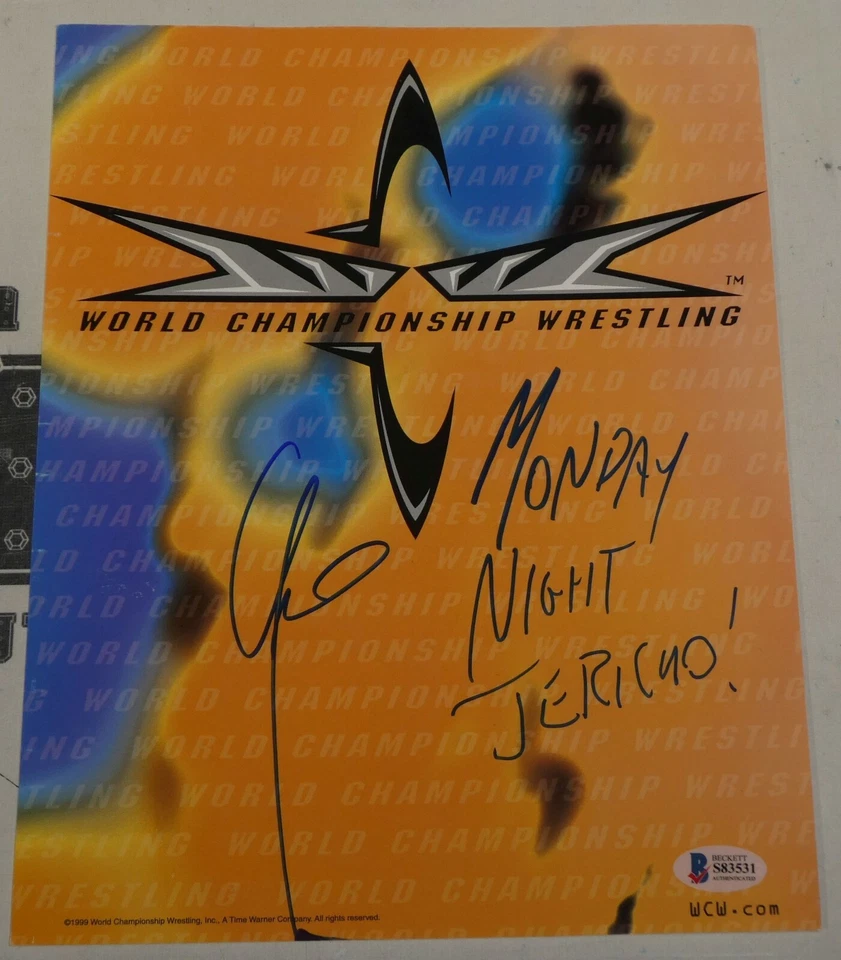 WORLD CHAMPIONSHIP WRESTLING
TM
MONDAY
NIGHT
JERICHO!
BECKETT
S83531
AUTHENTICATED
WCW.com
©1999 World Championship Wrestling, Inc., A Time Warner Company. All rights reserved.